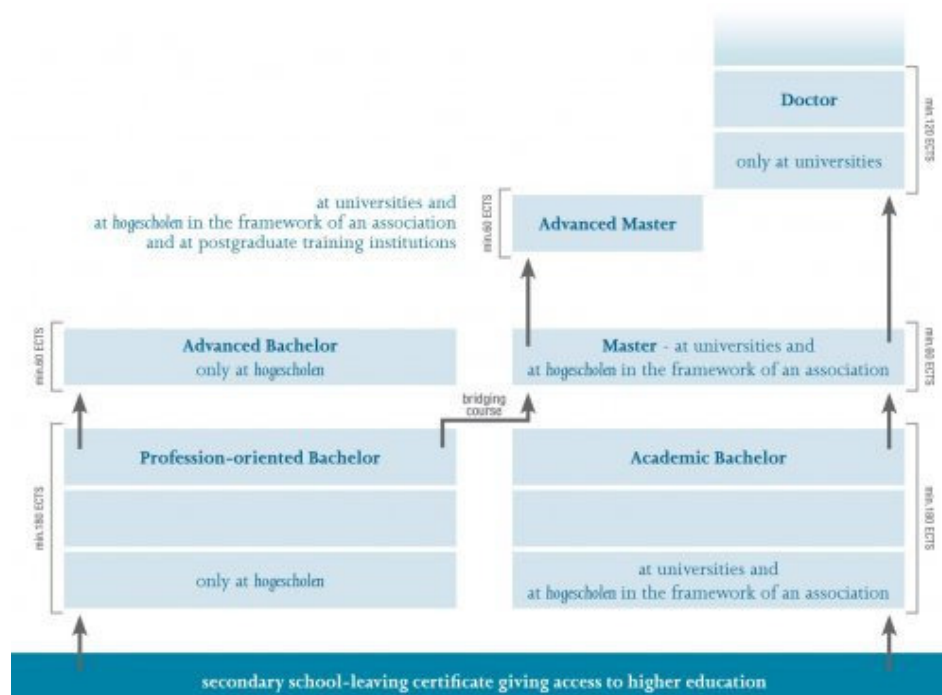 Doctor
min.120 ECTS
only at universities
at universities and
at hogescholen in the framework of an association
and at postgraduate training institutions
min.60 ECTS
Advanced Master
min.60 ECTS
Advanced Bachelor
only at hogescholen
Master - at universities and
at hogescholen in the framework of an association
min.60 ECTS
bridging
course
min.180 ECTS
Profession-oriented Bachelor
Academic Bachelor
min.180 ECTS
only at hogescholen
at universities and
at hogescholen in the framework of an association
secondary school-leaving certificate giving access to higher education